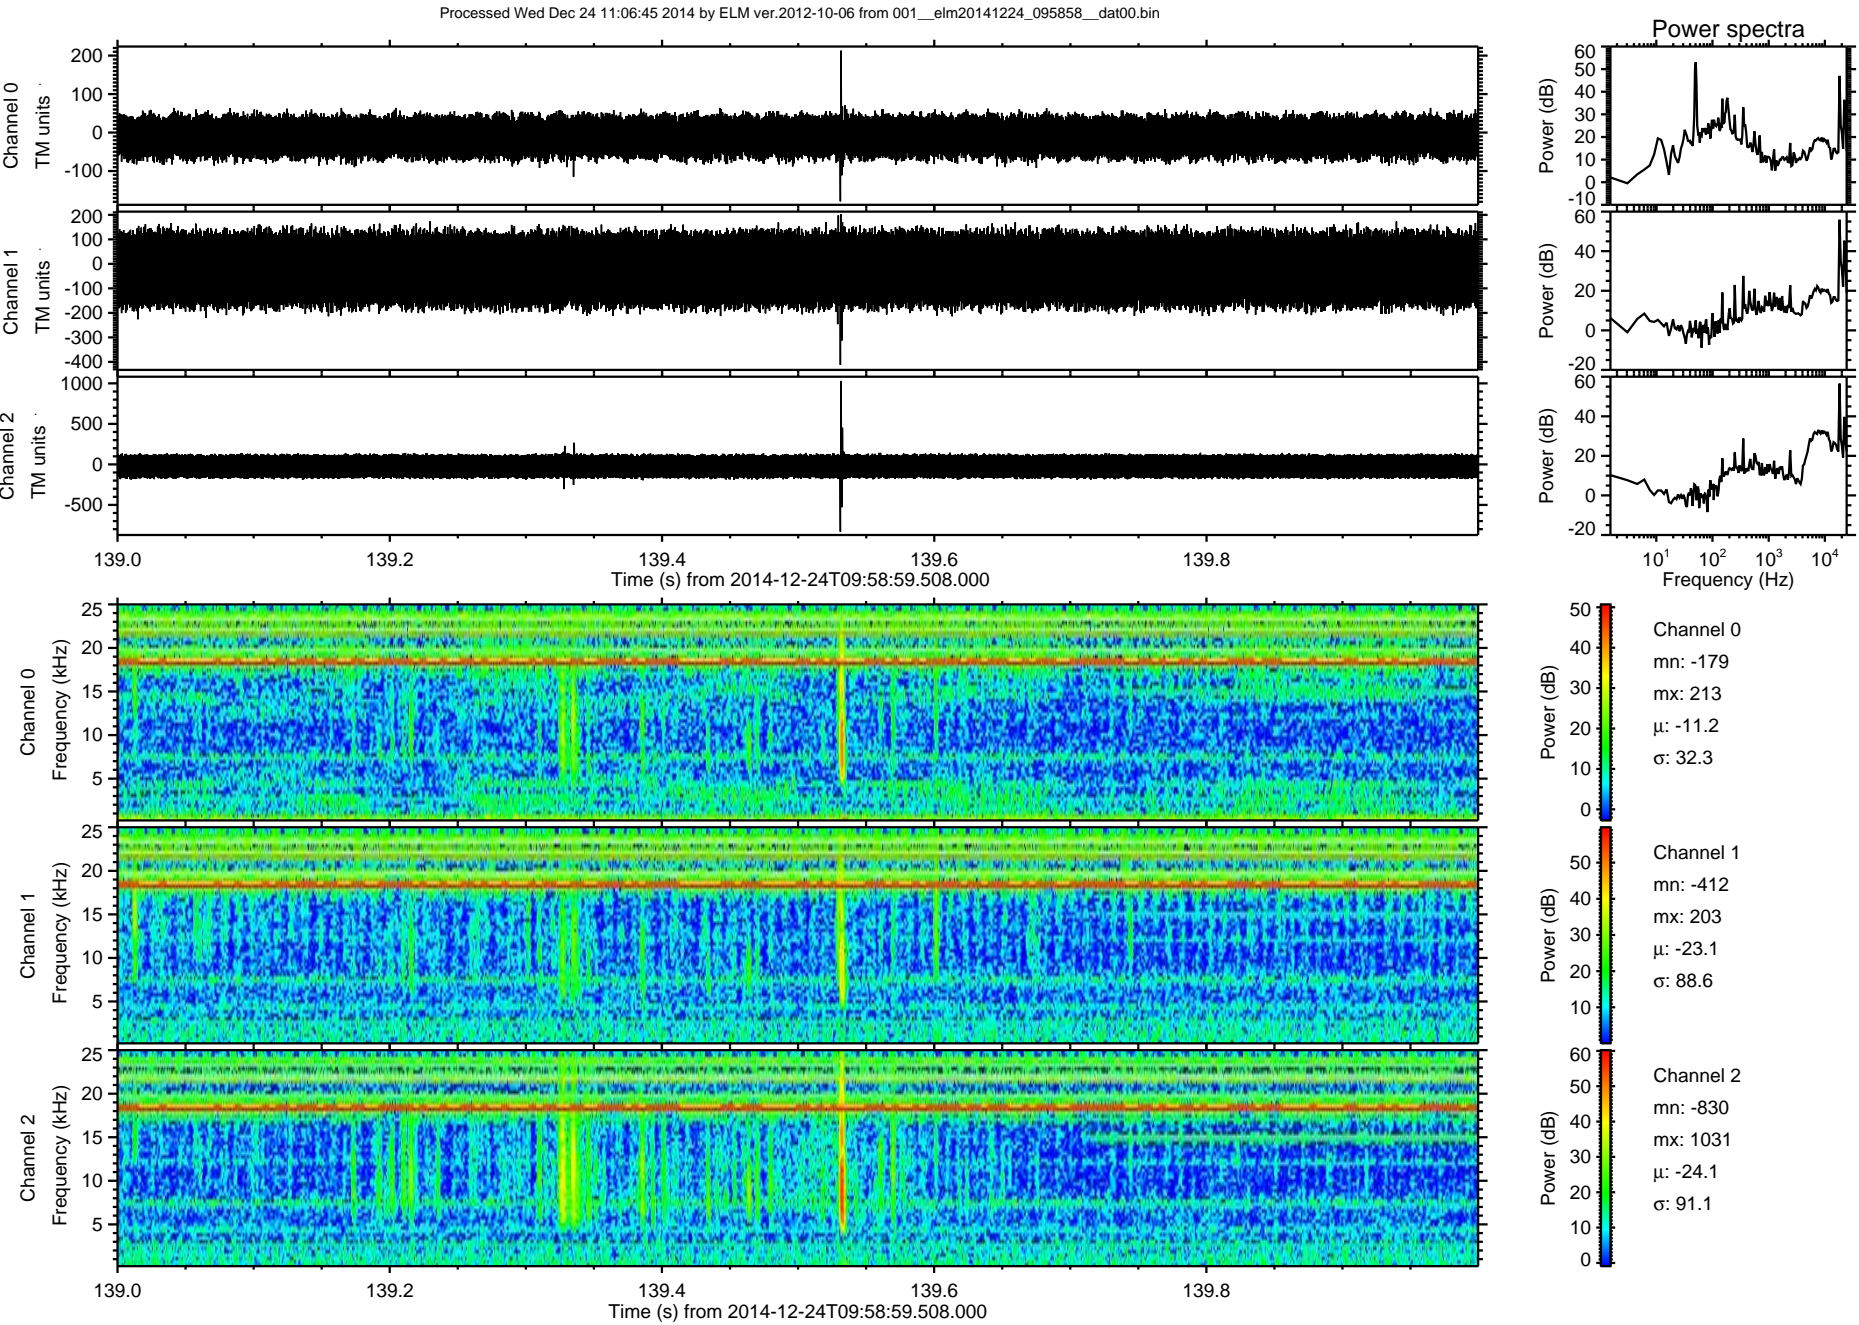 Processed Wed Dec 24 11:06:45 2014 by ELM ver.2012-10-06 from 001__elm20141224_095858__dat00.bin
Power spectra
Channel 0
TM units
200
100
0
-100
Power (dB)
60
50
40
30
20
10
0
-10
Channel 1
TM units
200
100
0
-100
-200
-300
-400
Power (dB)
60
40
20
0
-20
Channel 2
TM units
1000
500
0
-500
Power (dB)
60
40
20
0
-20
139.0 139.2 139.4 139.6 139.8
Time (s) from 2014-12-24T09:58:59.508.000
10^1 10^2 10^3 10^4
Frequency (Hz)
Channel 0
Frequency (kHz)
25
20
15
10
5
Power (dB)
50
40
30
20
10
0
Channel 0
mn: -179
mx: 213
μ: -11.2
σ: 32.3
Channel 1
Frequency (kHz)
25
20
15
10
5
Power (dB)
50
40
30
20
10
Channel 1
mn: -412
mx: 203
μ: -23.1
σ: 88.6
Channel 2
Frequency (kHz)
25
20
15
10
5
Power (dB)
60
50
40
30
20
10
0
Channel 2
mn: -830
mx: 1031
μ: -24.1
σ: 91.1
139.0 139.2 139.4 139.6 139.8
Time (s) from 2014-12-24T09:58:59.508.000